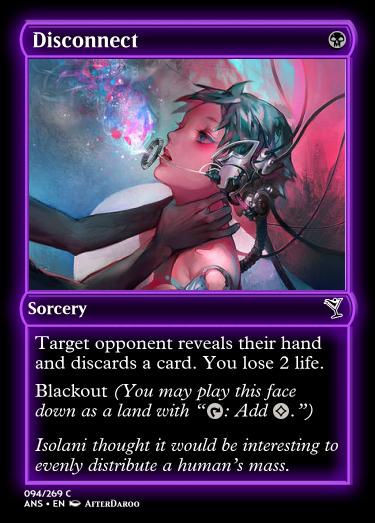 Disconnect
Sorcery
Target opponent reveals their hand
and discards a card. You lose 2 life.
Blackout (You may play this face
down as a land with “: Add .”)
Isolani thought it would be interesting to
evenly distribute a human’s mass.
094/269 C
ANS • EN AfterDaroo